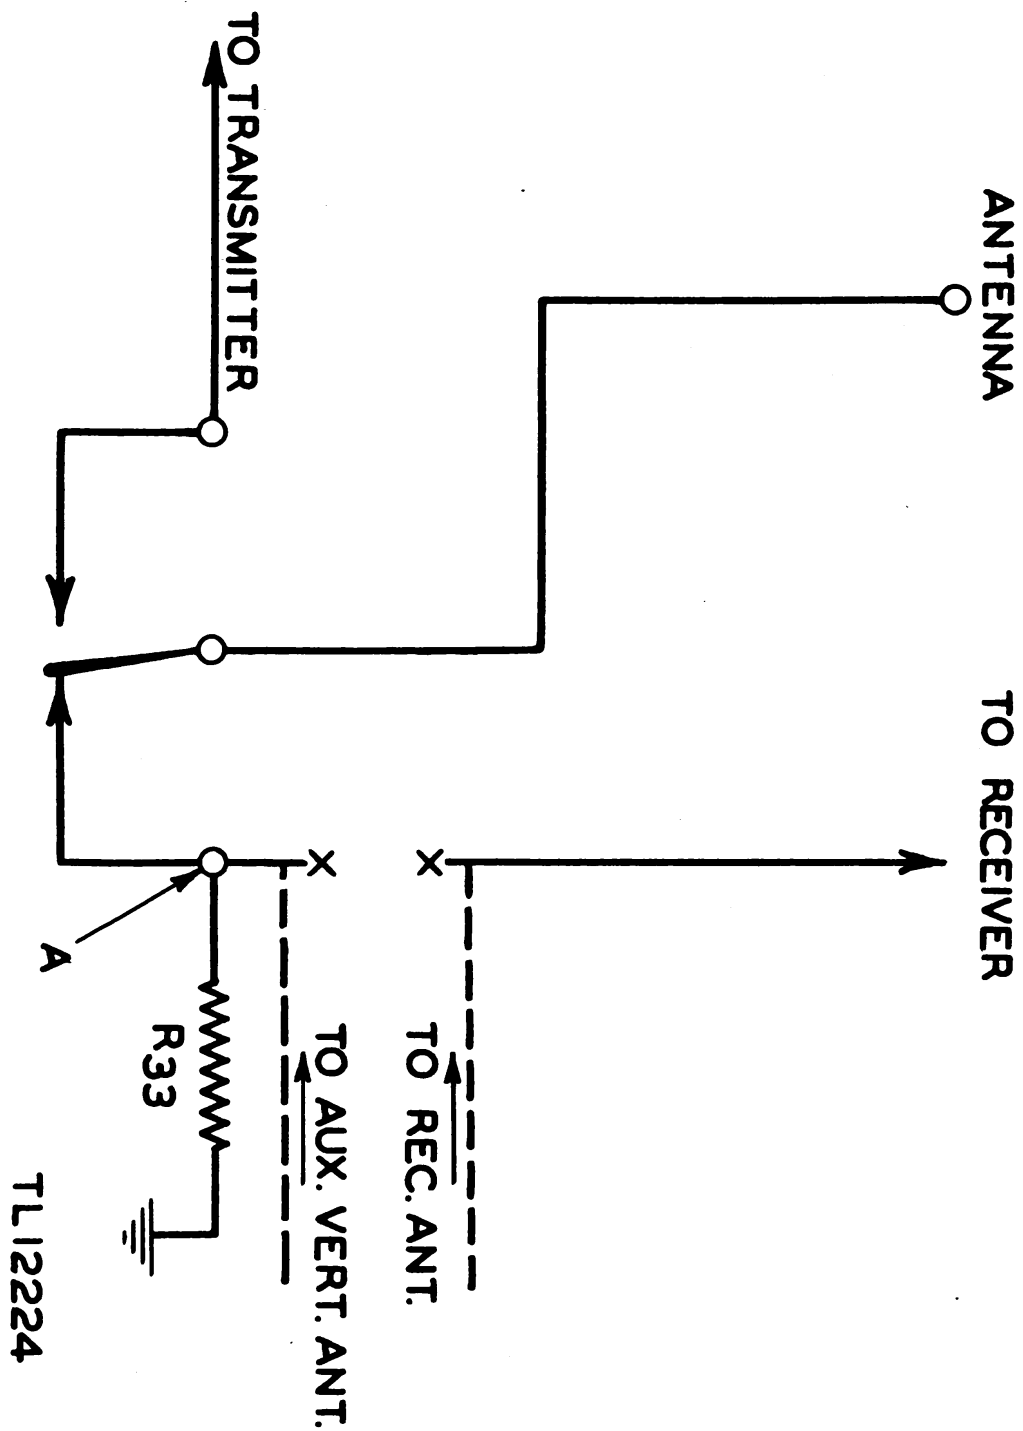 ANTENNA
TO RECEIVER
TO REC. ANT.
TO AUX. VERT. ANT.
TO TRANSMITTER
R33
A
TL12224